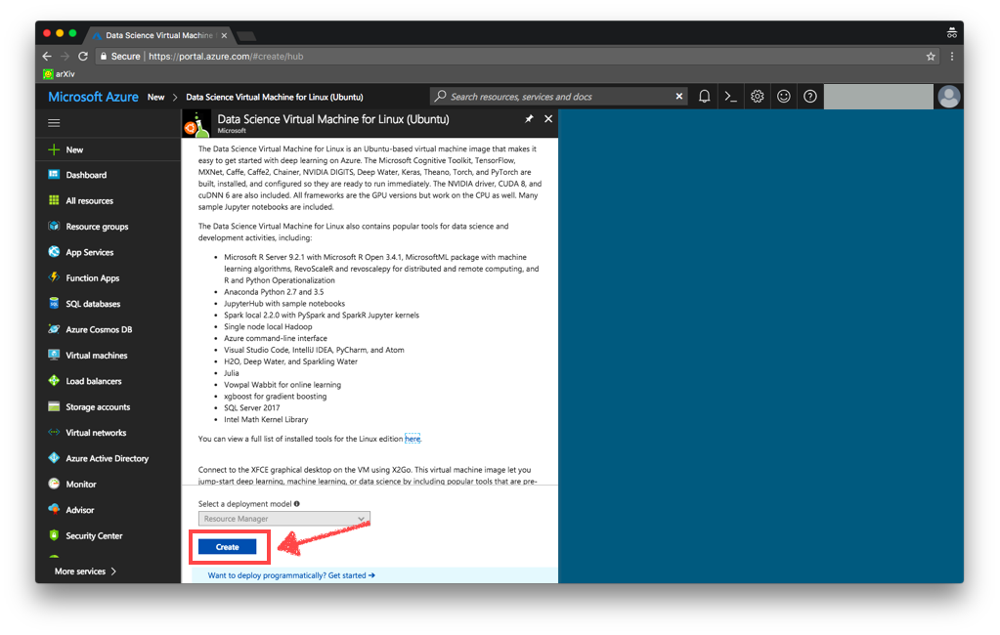 Data Science Virtual Machine
Secure https://portal.azure.com/#create/hub
arXiv
Microsoft Azure New Data Science Virtual Machine for Linux (Ubuntu) Search resources, services and docs
Data Science Virtual Machine for Linux (Ubuntu)
Microsoft
New
Dashboard
All resources
Resource groups
App Services
Function Apps
SQL databases
Azure Cosmos DB
Virtual machines
Load balancers
Storage accounts
Virtual networks
Azure Active Directory
Monitor
Advisor
Security Center
More services
The Data Science Virtual Machine for Linux is an Ubuntu-based virtual machine image that makes it
easy to get started with deep learning on Azure. The Microsoft Cognitive Toolkit, TensorFlow,
MXNet, Caffe, Caffe2, Chainer, NVIDIA DIGITS, Deep Water, Keras, Theano, Torch, and PyTorch are
built, installed, and configured so they are ready to run immediately. The NVIDIA driver, CUDA 8, and
cuDNN 6 are also included. All frameworks are the GPU versions but work on the CPU as well. Many
sample Jupyter notebooks are included.
The Data Science Virtual Machine for Linux also contains popular tools for data science and
development activities, including:
• Microsoft R Server 9.2.1 with Microsoft R Open 3.4.1, MicrosoftML package with machine
learning algorithms, RevoScaleR and revoscalepy for distributed and remote computing, and
R and Python Operationalization
• Anaconda Python 2.7 and 3.5
• JupyterHub with sample notebooks
• Spark local 2.2.0 with PySpark and SparkR Jupyter kernels
• Single node local Hadoop
• Azure command-line interface
• Visual Studio Code, IntelliJ IDEA, PyCharm, and Atom
• H2O, Deep Water, and Sparkling Water
• Julia
• Vowpal Wabbit for online learning
• xgboost for gradient boosting
• SQL Server 2017
• Intel Math Kernel Library
You can view a full list of installed tools for the Linux edition here.
Connect to the XFCE graphical desktop on the VM using X2Go. This virtual machine image let you
jump-start deep learning, machine learning, or data science by including popular tools that are pre-
Select a deployment model
Resource Manager
Create
Want to deploy programmatically? Get started →